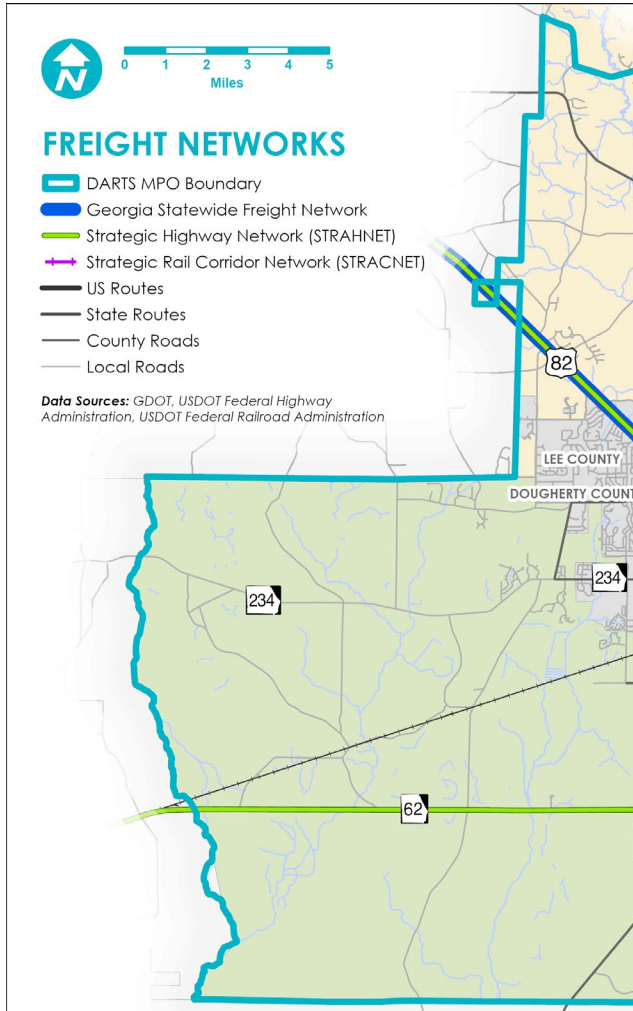 N
0 1 2 3 4 5
Miles
FREIGHT NETWORKS
DARTS MPO Boundary
Georgia Statewide Freight Network
Strategic Highway Network (STRAHNET)
Strategic Rail Corridor Network (STRACNET)
US Routes
State Routes
County Roads
Local Roads
Data Sources: GDOT, USDOT Federal Highway
Administration, USDOT Federal Railroad Administration
82
LEE COUNTY
DOUGHERTY COUNT
234
234
62